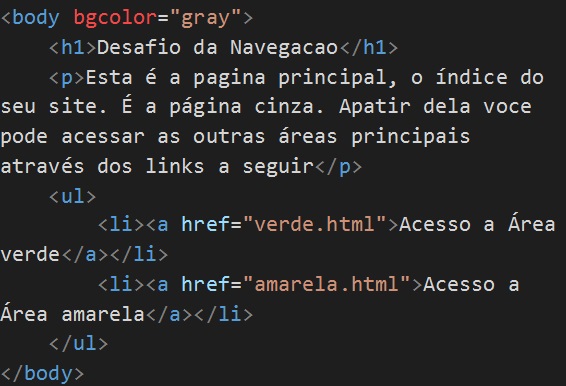 <body bgcolor="gray">
    <h1>Desafio da Navegacao</h1>
    <p>Esta é a pagina principal, o índice do
seu site. É a página cinza. Apatir dela voce
pode acessar as outras áreas principais
através dos links a seguir</p>
    <ul>
        <li><a href="verde.html">Acesso a Área
verde</a></li>
        <li><a href="amarela.html">Acesso a
Área amarela</a></li>
    </ul>
</body>